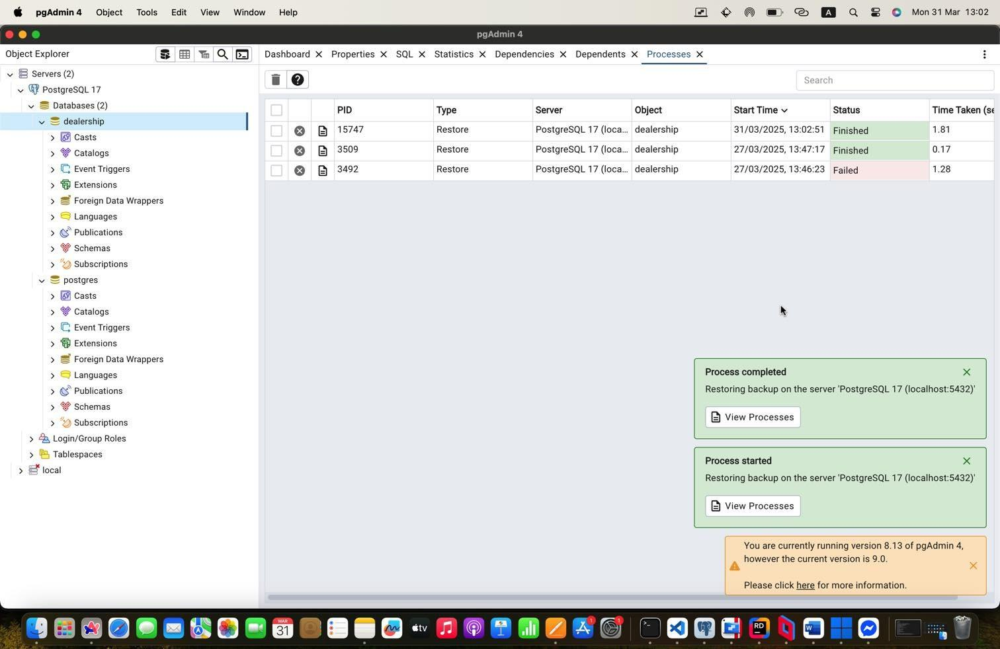 pgAdmin 4 Object Tools Edit View Window Help A Mon 31 Mar 13:02
pgAdmin 4
Object Explorer
Dashboard Properties SQL Statistics Dependencies Dependents Processes
Servers (2)
PostgreSQL 17
Databases (2)
dealership
Casts
Catalogs
Event Triggers
Extensions
Foreign Data Wrappers
Languages
Publications
Schemas
Subscriptions
postgres
Casts
Catalogs
Event Triggers
Extensions
Foreign Data Wrappers
Languages
Publications
Schemas
Subscriptions
Login/Group Roles
Tablespaces
local
Search
PID Type Server Object Start Time Status Time Taken (se
15747 Restore PostgreSQL 17 (loca... dealership 31/03/2025, 13:02:51 Finished 1.81
3509 Restore PostgreSQL 17 (loca... dealership 27/03/2025, 13:47:17 Finished 0.17
3492 Restore PostgreSQL 17 (loca... dealership 27/03/2025, 13:46:23 Failed 1.28
Process completed
Restoring backup on the server 'PostgreSQL 17 (localhost:5432)'
View Processes
Process started
Restoring backup on the server 'PostgreSQL 17 (localhost:5432)'
View Processes
You are currently running version 8.13 of pgAdmin 4,
however the current version is 9.0.
Please click here for more information.
MAR
31
tv
1
1
RD
W